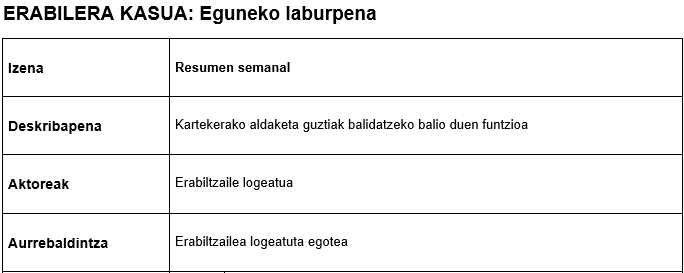 ERABILERA KASUA: Eguneko laburpena
Izena
Resumen semanal
Deskribapena
Kartekerako aldaketa guztiak balidatzeko balio duen funtzioa
Aktoreak
Erabiltzaile logeatua
Aurrebaldintza
Erabiltzailea logeatuta egotea